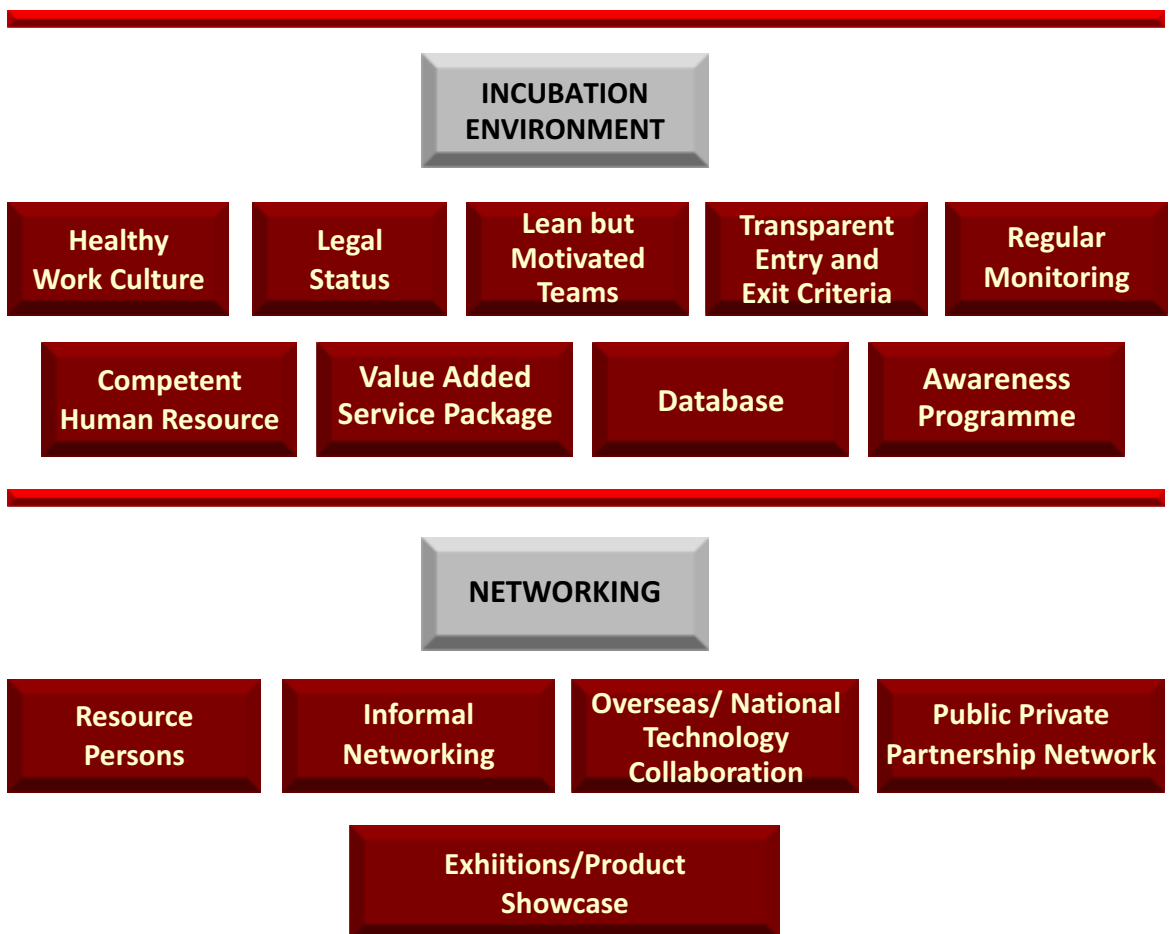 INCUBATION
ENVIRONMENT
Healthy
Work Culture
Legal
Status
Lean but
Motivated
Teams
Transparent
Entry and
Exit Criteria
Regular
Monitoring
Competent
Human Resource
Value Added
Service Package
Database
Awareness
Programme
NETWORKING
Resource
Persons
Informal
Networking
Overseas/ National
Technology
Collaboration
Public Private
Partnership Network
Exhiitions/Product
Showcase